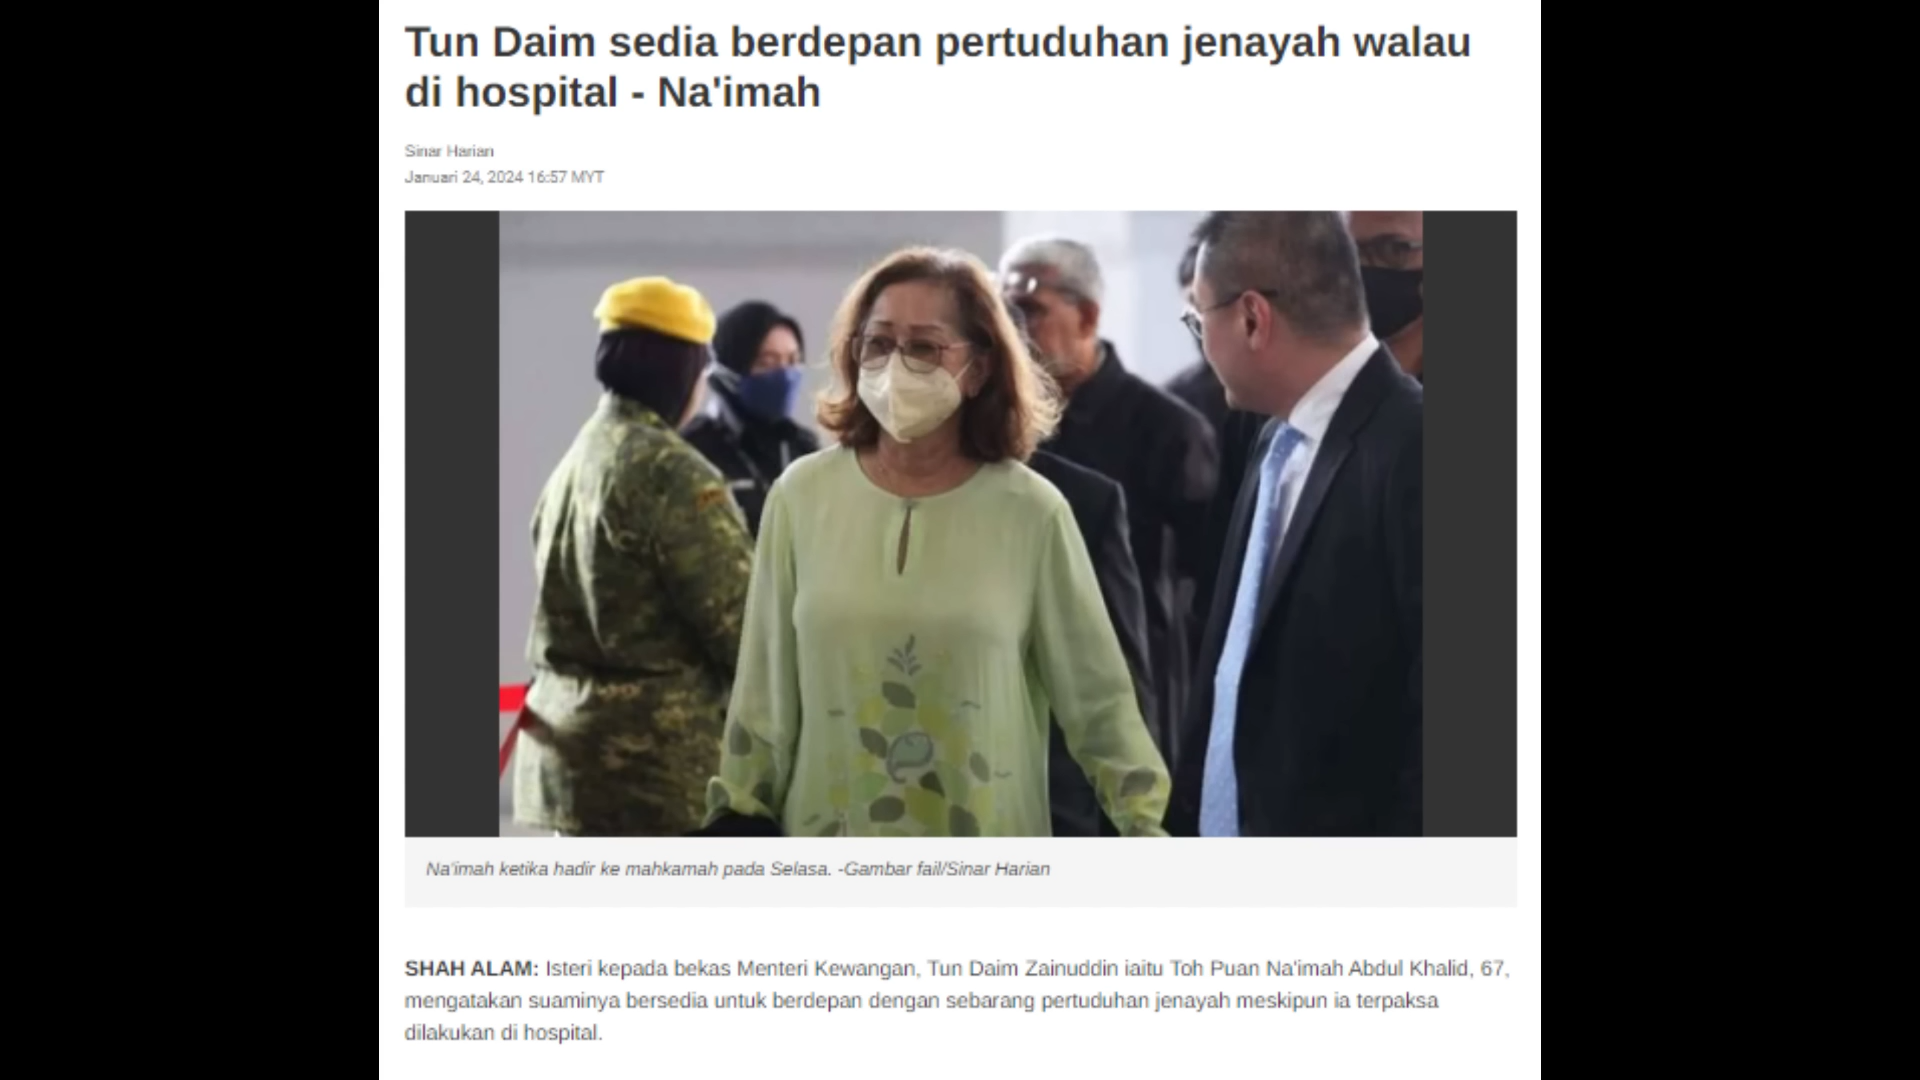 Tun Daim sedia berdepan pertuduhan jenayah walau
di hospital - Na'imah
Sinar Harian
Januari 24, 2024 16:57 MYT
Na'imah ketika hadir ke mahkamah pada Selasa. -Gambar fail/Sinar Harian
SHAH ALAM: Isteri kepada bekas Menteri Kewangan, Tun Daim Zainuddin iaitu Toh Puan Na'imah Abdul Khalid, 67,
mengatakan suaminya bersedia untuk berdepan dengan sebarang pertuduhan jenayah meskipun ia terpaksa
dilakukan di hospital.